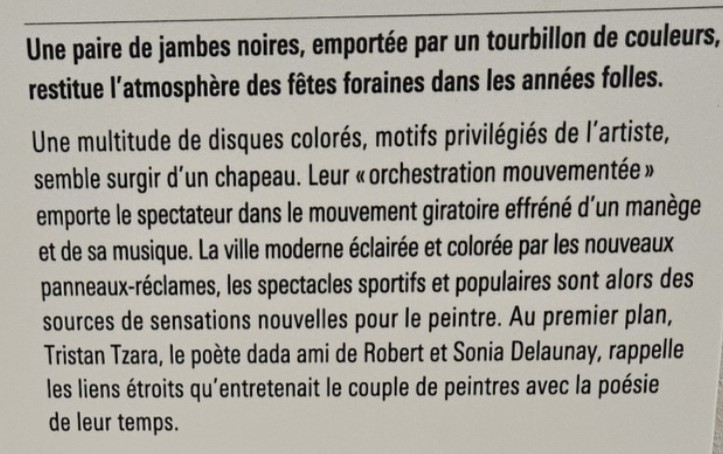 Une paire de jambes noires, emportée par un tourbillon de couleurs,
restitue l'atmosphère des fêtes foraines dans les années folles.
Une multitude de disques colorés, motifs privilégiés de l'artiste,
semble surgir d'un chapeau. Leur « orchestration mouvementée »
emporte le spectateur dans le mouvement giratoire effréné d'un manège
et de sa musique. La ville moderne éclairée et colorée par les nouveaux
panneaux-réclames, les spectacles sportifs et populaires sont alors des
sources de sensations nouvelles pour le peintre. Au premier plan,
Tristan Tzara, le poète dada ami de Robert et Sonia Delaunay, rappelle
les liens étroits qu'entretenait le couple de peintres avec la poésie
de leur temps.